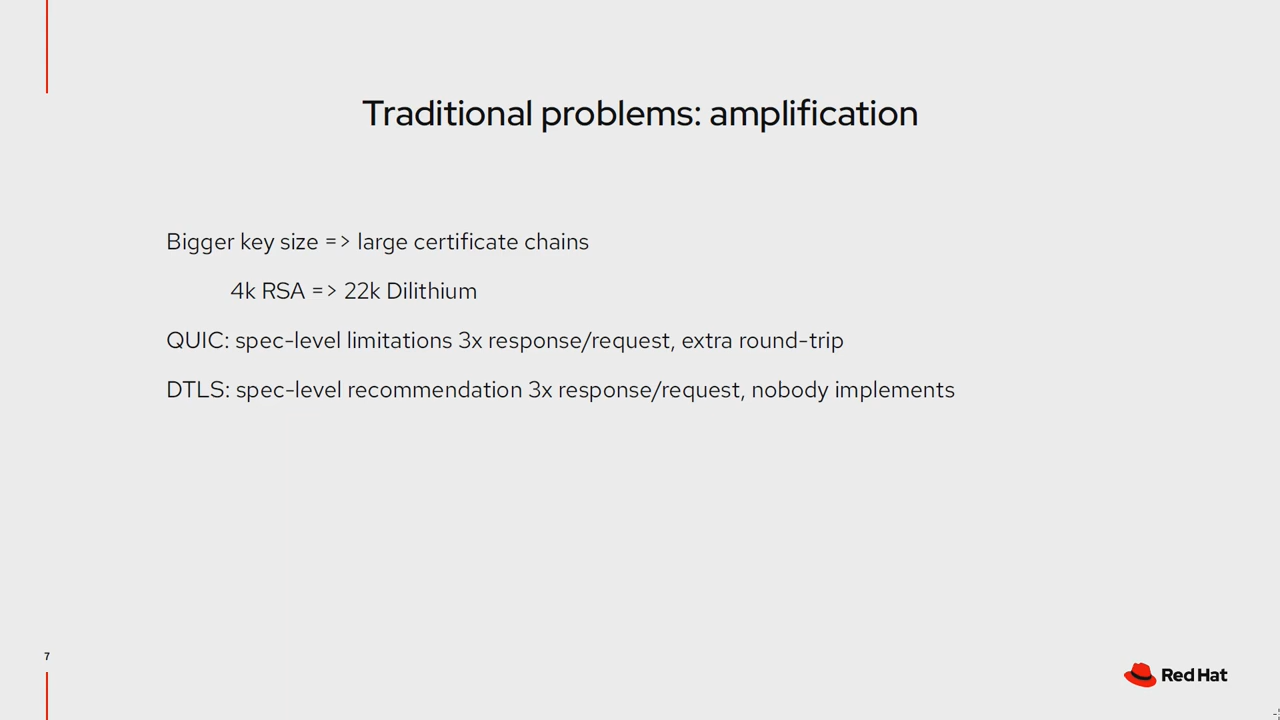 Traditional problems: amplification
Bigger key size => large certificate chains
4k RSA => 22k Dilithium
QUIC: spec-level limitations 3x response/request, extra round-trip
DTLS: spec-level recommendation 3x response/request, nobody implements
7
Red Hat